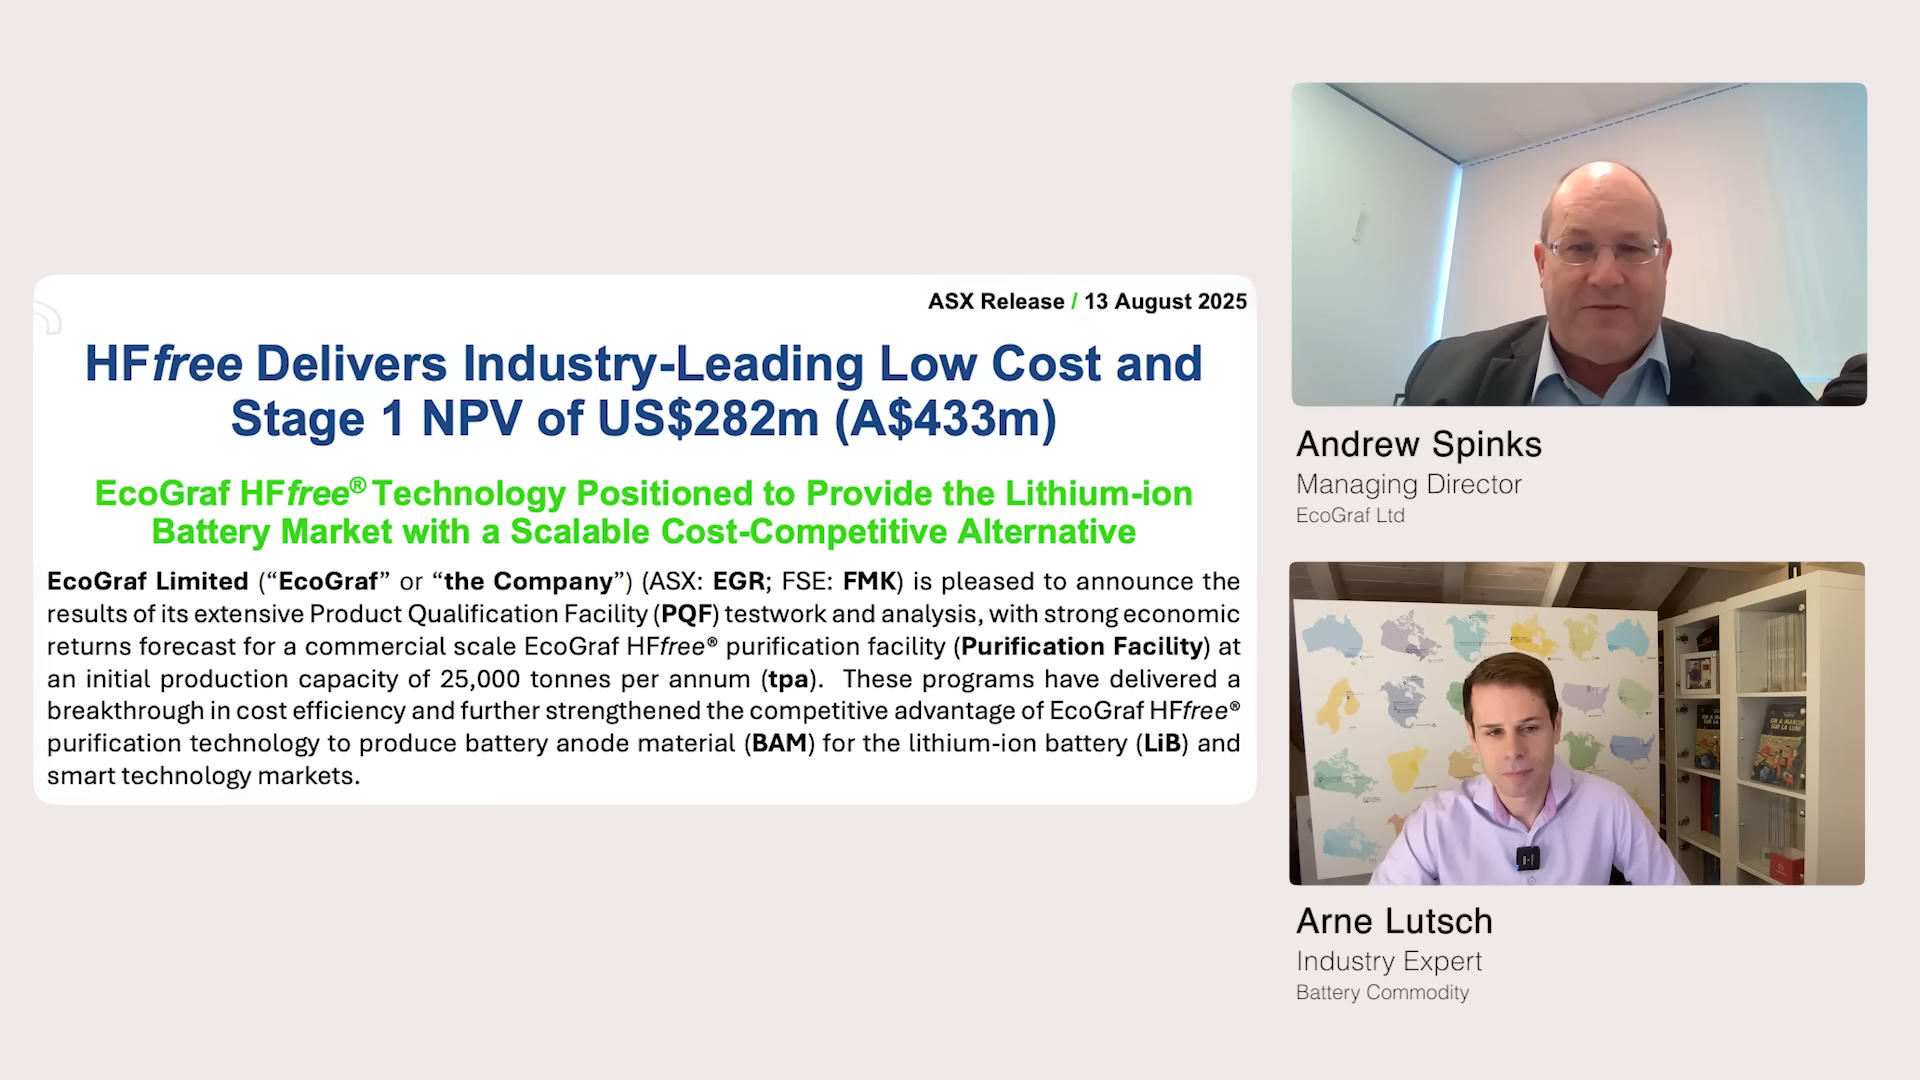 ASX Release / 13 August 2025
HFfree Delivers Industry-Leading Low Cost and
Stage 1 NPV of US$282m (A$433m)
EcoGraf HFfree® Technology Positioned to Provide the Lithium-ion
Battery Market with a Scalable Cost-Competitive Alternative
EcoGraf Limited (“EcoGraf” or “the Company”) (ASX: EGR; FSE: FMK) is pleased to announce the
results of its extensive Product Qualification Facility (PQF) testwork and analysis, with strong economic
returns forecast for a commercial scale EcoGraf HFfree® purification facility (Purification Facility) at
an initial production capacity of 25,000 tonnes per annum (tpa). These programs have delivered a
breakthrough in cost efficiency and further strengthened the competitive advantage of EcoGraf HFfree®
purification technology to produce battery anode material (BAM) for the lithium-ion battery (LiB) and
smart technology markets.
Andrew Spinks
Managing Director
EcoGraf Ltd
ON A MARCHÉ
SUR LA LUNE
Arne Lutsch
Industry Expert
Battery Commodity